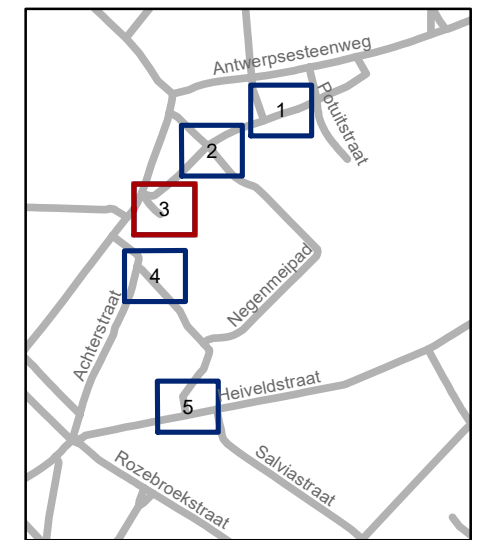 Antwerpsesteenweg
1
Potuitstraat
2
3
Negenmeipad
4
Achterstraat
Heiveldstraat
5
Salviastraat
Rozebroekstraat